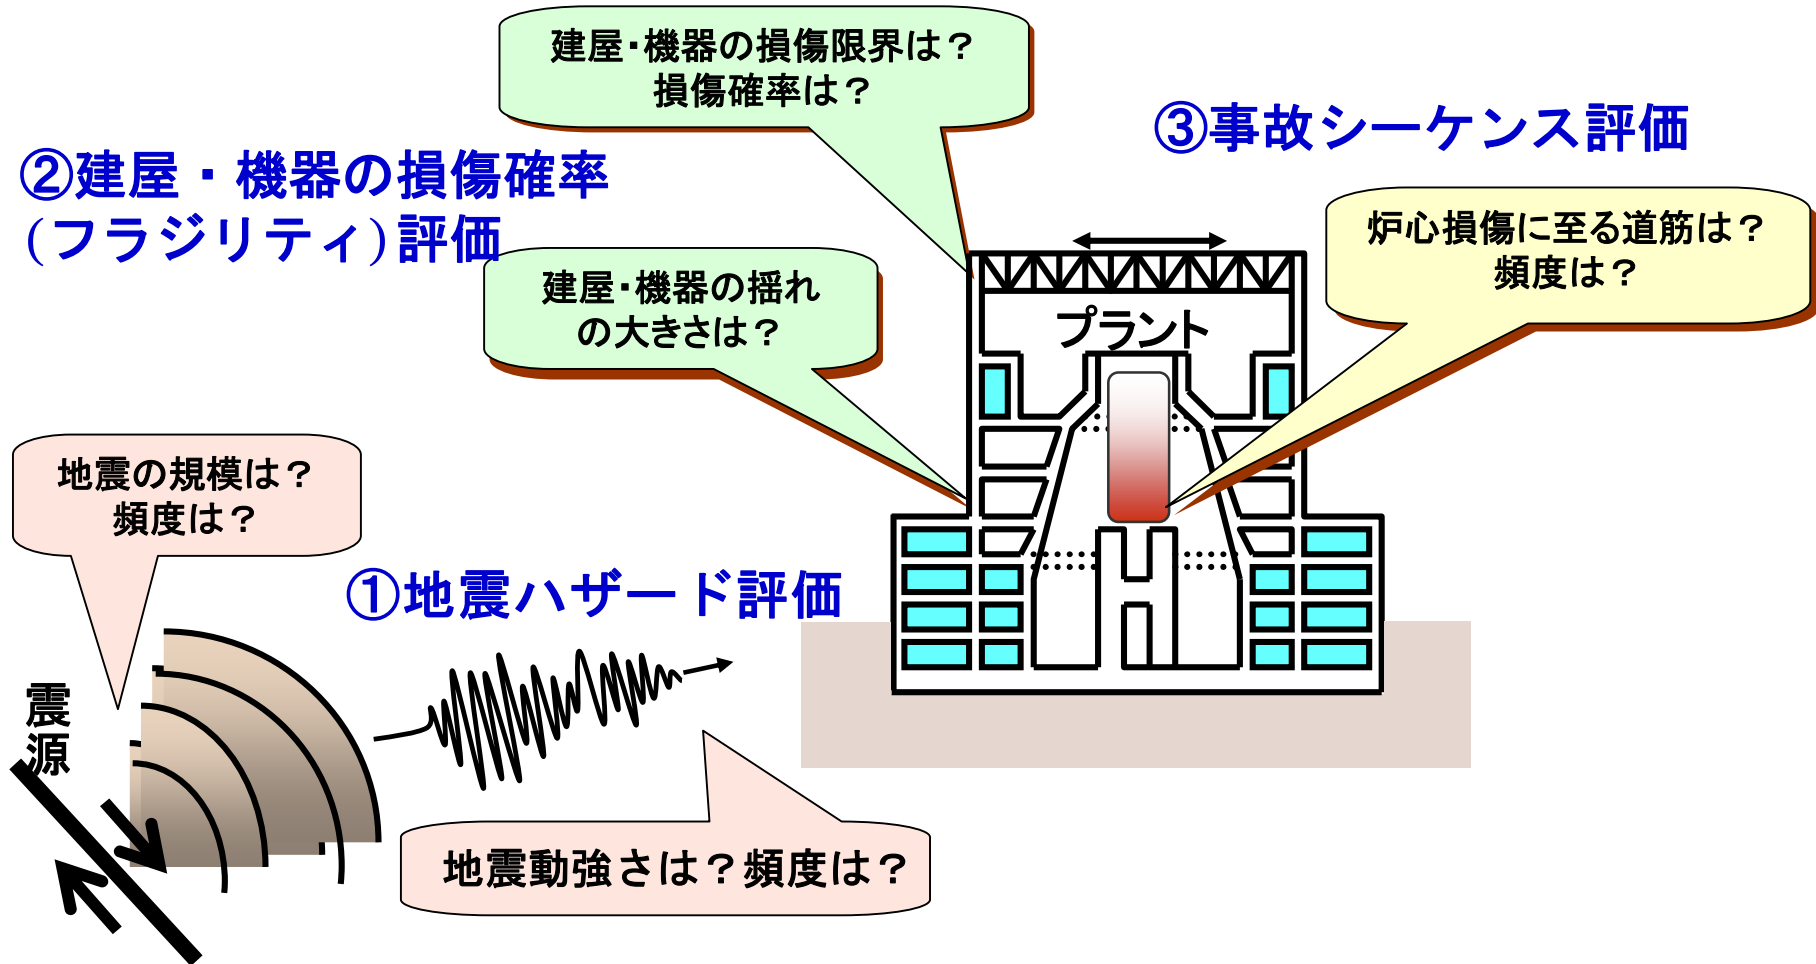 建屋・機器の損傷限界は？
損傷確率は？
③事故シーケンス評価
②建屋・機器の損傷確率
(フラジリティ)評価
炉心損傷に至る道筋は？
頻度は？
建屋・機器の揺れ
の大きさは？
プラント
地震の規模は？
頻度は？
①地震ハザード評価
震
源
地震動強さは？頻度は？